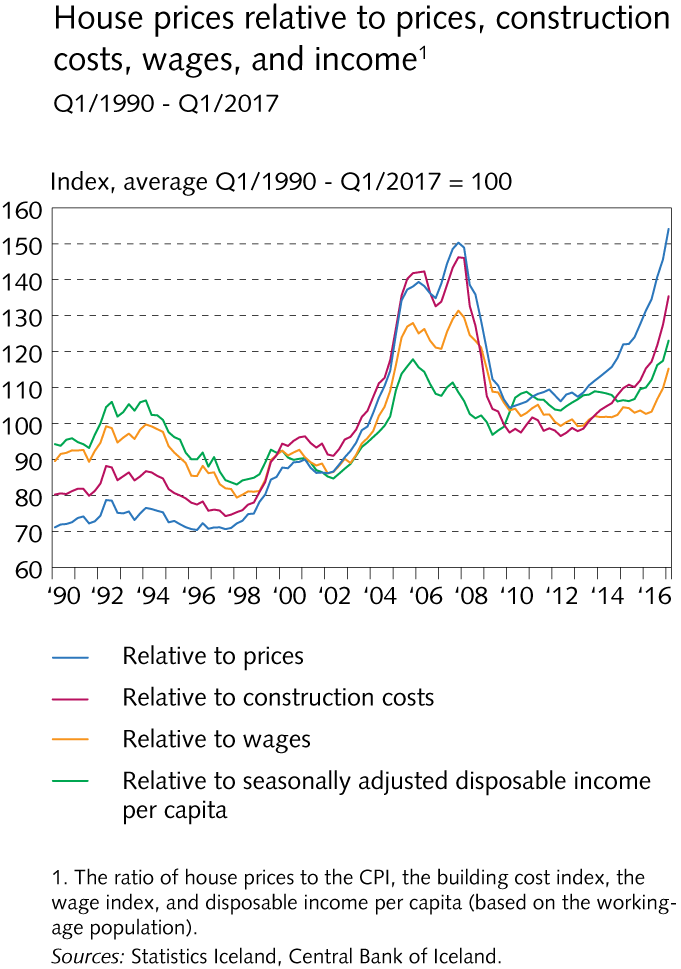 House prices relative to prices, construction
costs, wages, and income¹
Q1/1990 - Q1/2017
Index, average Q1/1990 - Q1/2017 = 100
160
150
140
130
120
110
100
90
80
70
60
‘90 ‘92 ‘94 ‘96 ‘98 ‘00 ‘02 ‘04 ‘06 ‘08 ‘10 ‘12 ‘14 ‘16
Relative to prices
Relative to construction costs
Relative to wages
Relative to seasonally adjusted disposable income
per capita
1. The ratio of house prices to the CPI, the building cost index, the
wage index, and disposable income per capita (based on the working-
age population).
Sources: Statistics Iceland, Central Bank of Iceland.